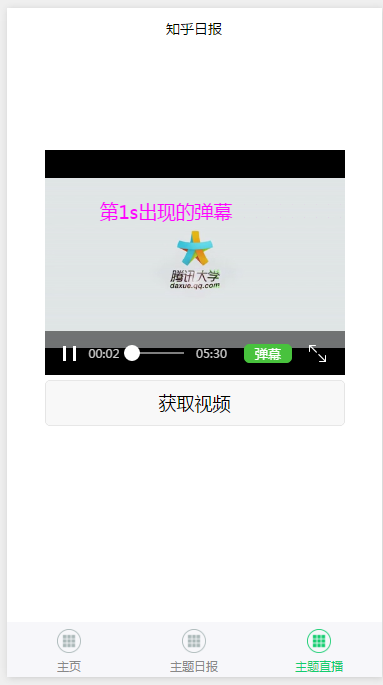 知乎日报
第1s出现的弹幕
腾讯大学
daxue.qq.com
00:02 05:30 弹幕
获取视频
主页 主题日报 主题直播